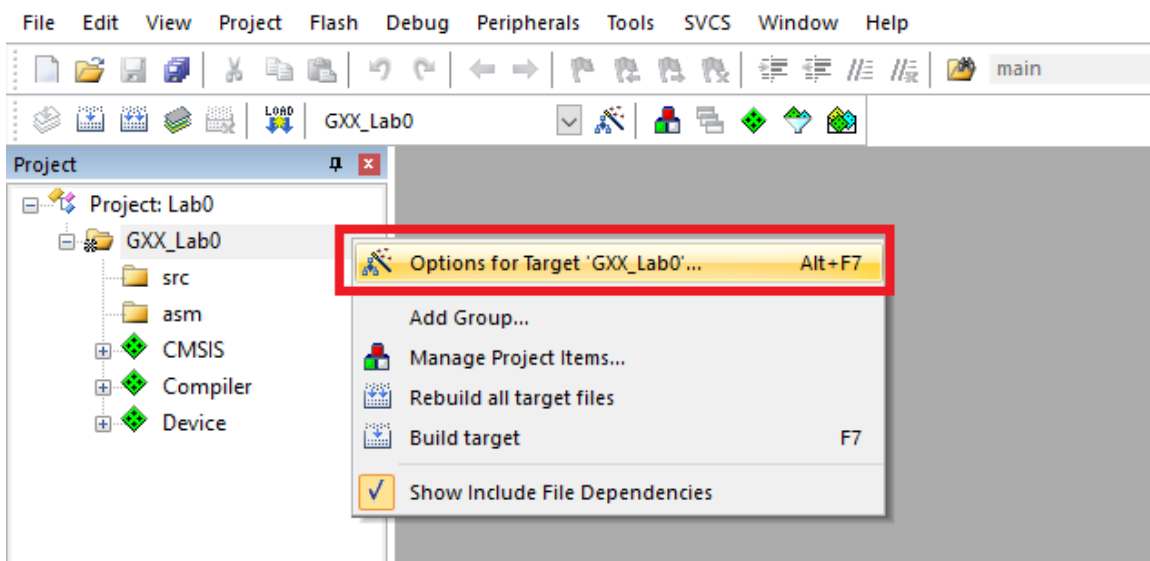 File Edit View Project Flash Debug Peripherals Tools SVCS Window Help
main
LOAD GXX_Lab0
Project
Project: Lab0
GXX_Lab0
Options for Target 'GXX_Lab0'... Alt+F7
src
asm
Add Group...
CMSIS
Manage Project Items...
Compiler
Rebuild all target files
Device
Build target F7
Show Include File Dependencies